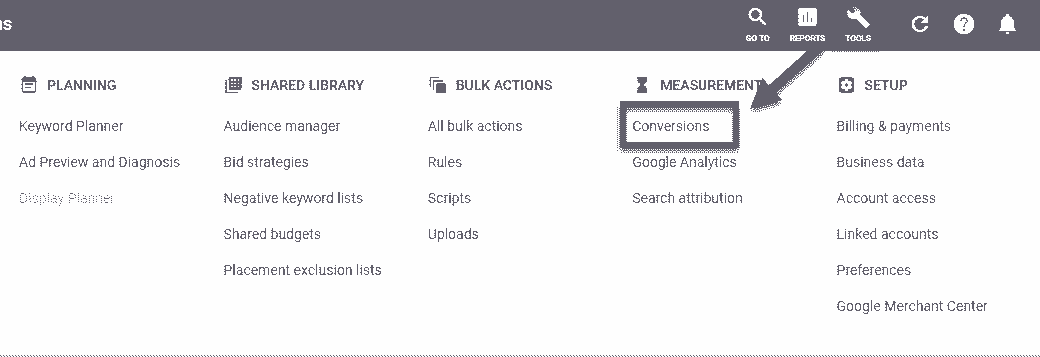 ns
GO TO REPORTS TOOLS
PLANNING
Keyword Planner
Ad Preview and Diagnosis
Display Planner
SHARED LIBRARY
Audience manager
Bid strategies
Negative keyword lists
Shared budgets
Placement exclusion lists
BULK ACTIONS
All bulk actions
Rules
Scripts
Uploads
MEASUREMENT
Conversions
Google Analytics
Search attribution
SETUP
Billing & payments
Business data
Account access
Linked accounts
Preferences
Google Merchant Center